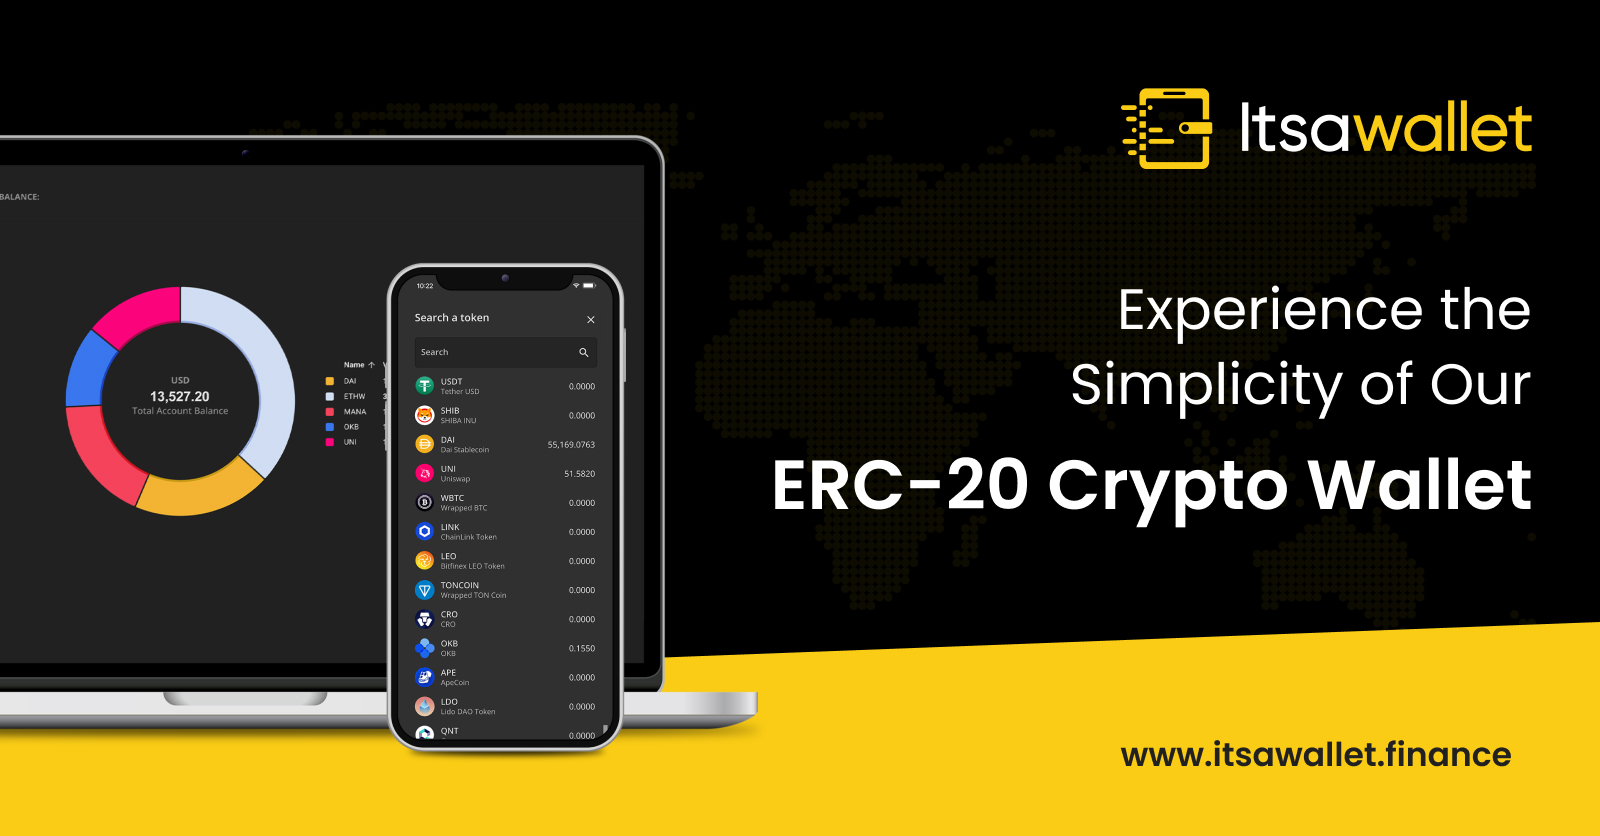 Itsawallet
Experience the
Simplicity of Our
ERC-20 Crypto Wallet
www.itsawallet.finance
BALANCE:
USD
13,527.20
Total Account Balance
Name ↑
DAI
ETHW
MANA
OKB
UNI
10:22
Search a token
Search
USDT 0.0000
Tether USD
SHIB 0.0000
SHIBA INU
DAI 55,169.0763
Dai Stablecoin
UNI 51.5820
Uniswap
WBTC 0.0000
Wrapped BTC
LINK 0.0000
ChainLink Token
LEO 0.0000
Bitfinex LEO Token
TONCOIN 0.0000
Wrapped TON Coin
CRO 0.0000
CRO
OKB 0.1550
OKB
APE 0.0000
ApeCoin
LDO 0.0000
Lido DAO Token
QNT 0.0000